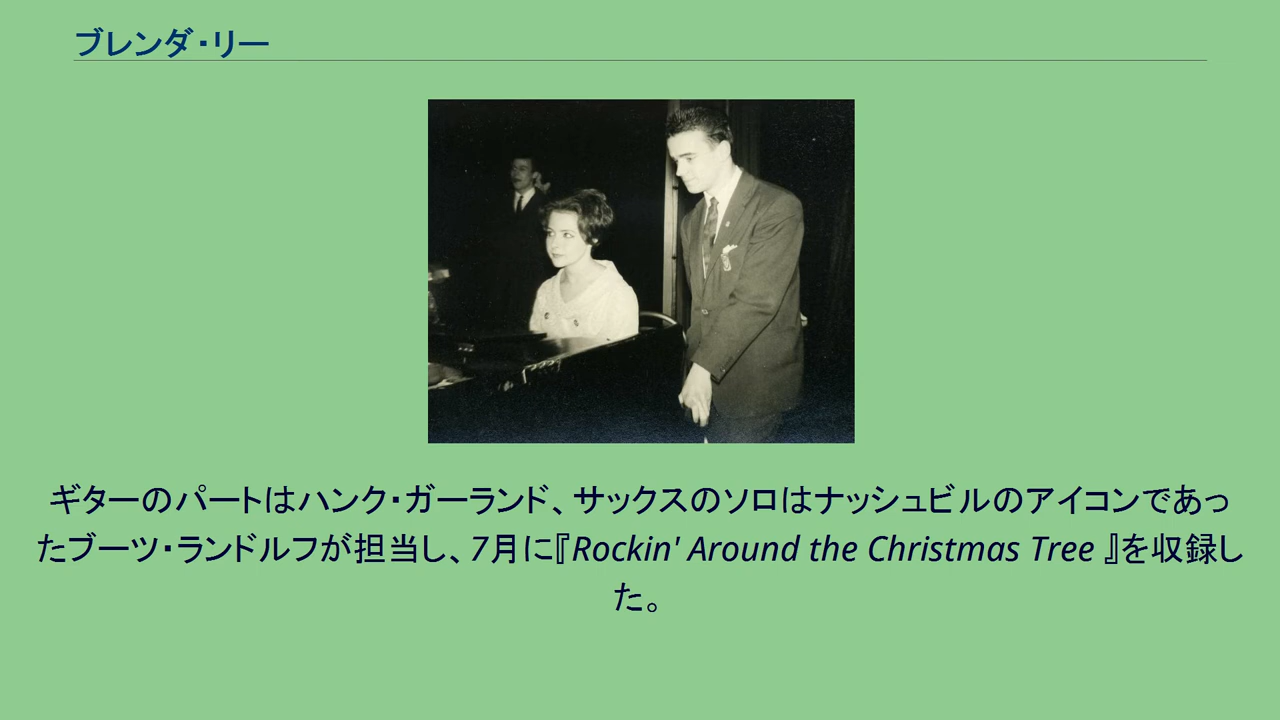 ブレンダ・リー
ギターのパートはハンク・ガーランド、サックスのソロはナッシュビルのアイコンであっ
たブーツ・ランドルフが担当し、7月に『Rockin' Around the Christmas Tree 』を収録し
た。